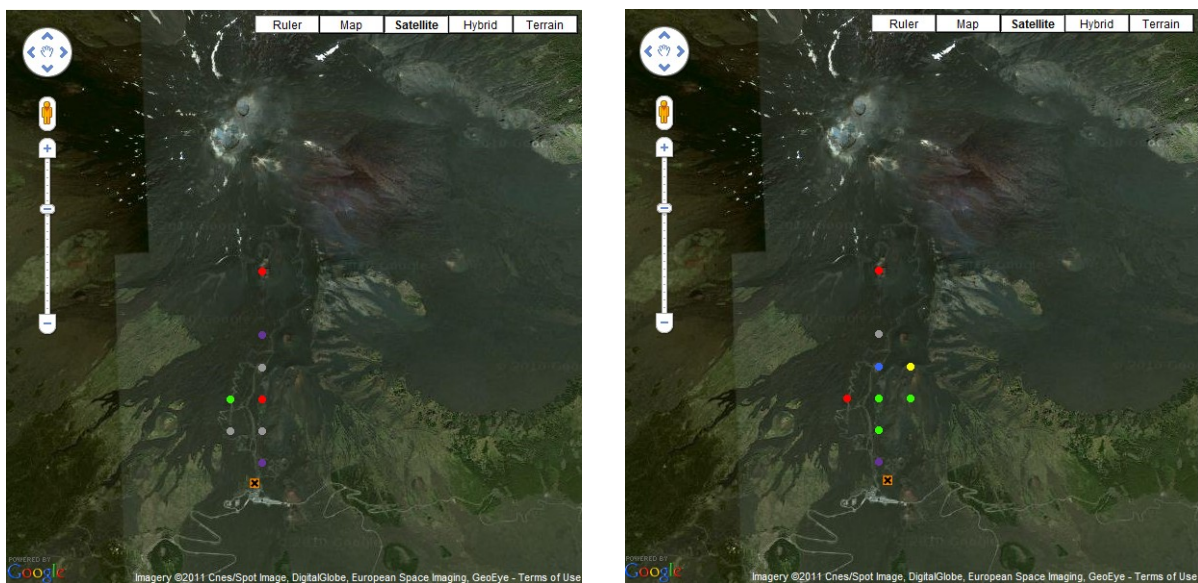 Ruler Map Satellite Hybrid Terrain
POWERED BY
Google
Imagery ©2011 Cnes/Spot Image, DigitalGlobe, European Space Imaging, GeoEye - Terms of Use
Ruler Map Satellite Hybrid Terrain
POWERED BY
Google
Imagery ©2011 Cnes/Spot Image, DigitalGlobe, European Space Imaging, GeoEye - Terms of Use